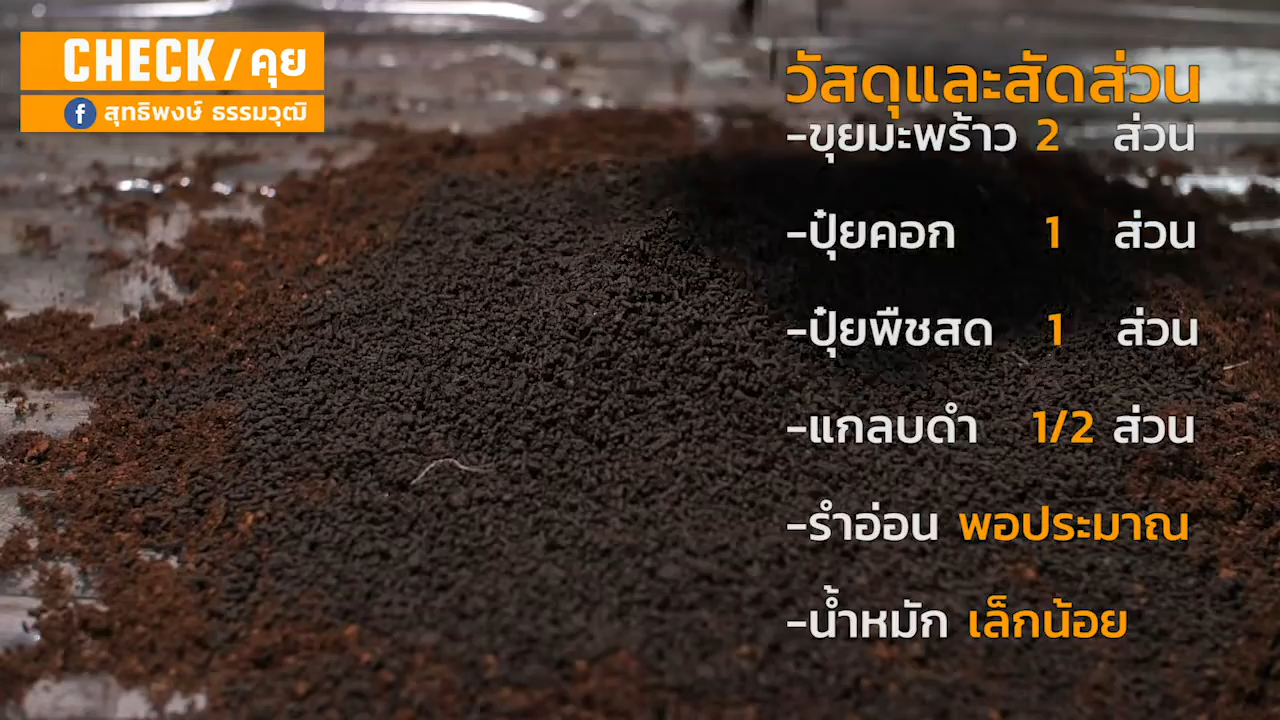 CHECK / คุย
f สุทธิพงษ์ ธรรมวุฒิ
วัสดุและสัดส่วน
-ขุยมะพร้าว 2 ส่วน
-ปุ๋ยคอก 1 ส่วน
-ปุ๋ยพืชสด 1 ส่วน
-แกลบดำ 1/2 ส่วน
-รำอ่อน พอประมาณ
-น้ำหมัก เล็กน้อย